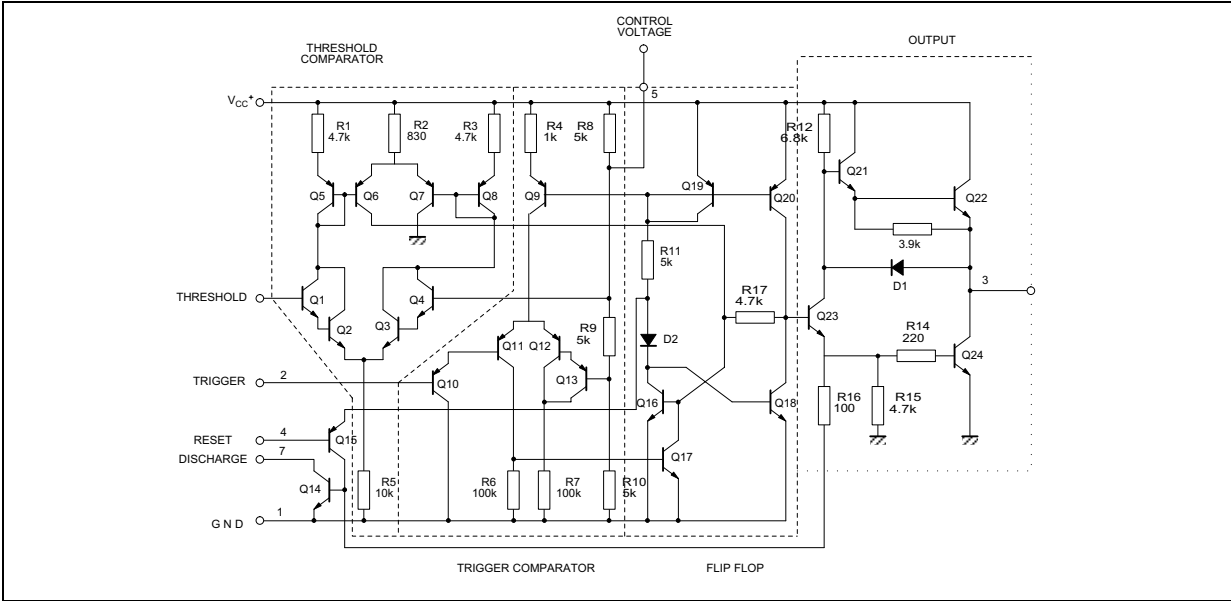 CONTROL
VOLTAGE
OUTPUT
THRESHOLD
COMPARATOR
5
VCC+
R1
4.7k
R2
830
R3
4.7k
R4
1k
R8
5k
R12
6.8k
Q21
Q19
Q5
Q6
Q7
Q8
Q9
Q20
Q22
3.9k
R11
5k
D1
3
THRESHOLD
Q1
Q4
R17
4.7k
Q23
Q2
Q3
R9
5k
D2
R14
220
Q11
Q12
Q24
TRIGGER
2
Q10
Q13
Q16
Q18
R16
100
R15
4.7k
RESET
4
Q15
DISCHARGE
7
Q17
Q14
R5
10k
R6
100k
R7
100k
R10
5k
GND
1
TRIGGER COMPARATOR
FLIP FLOP